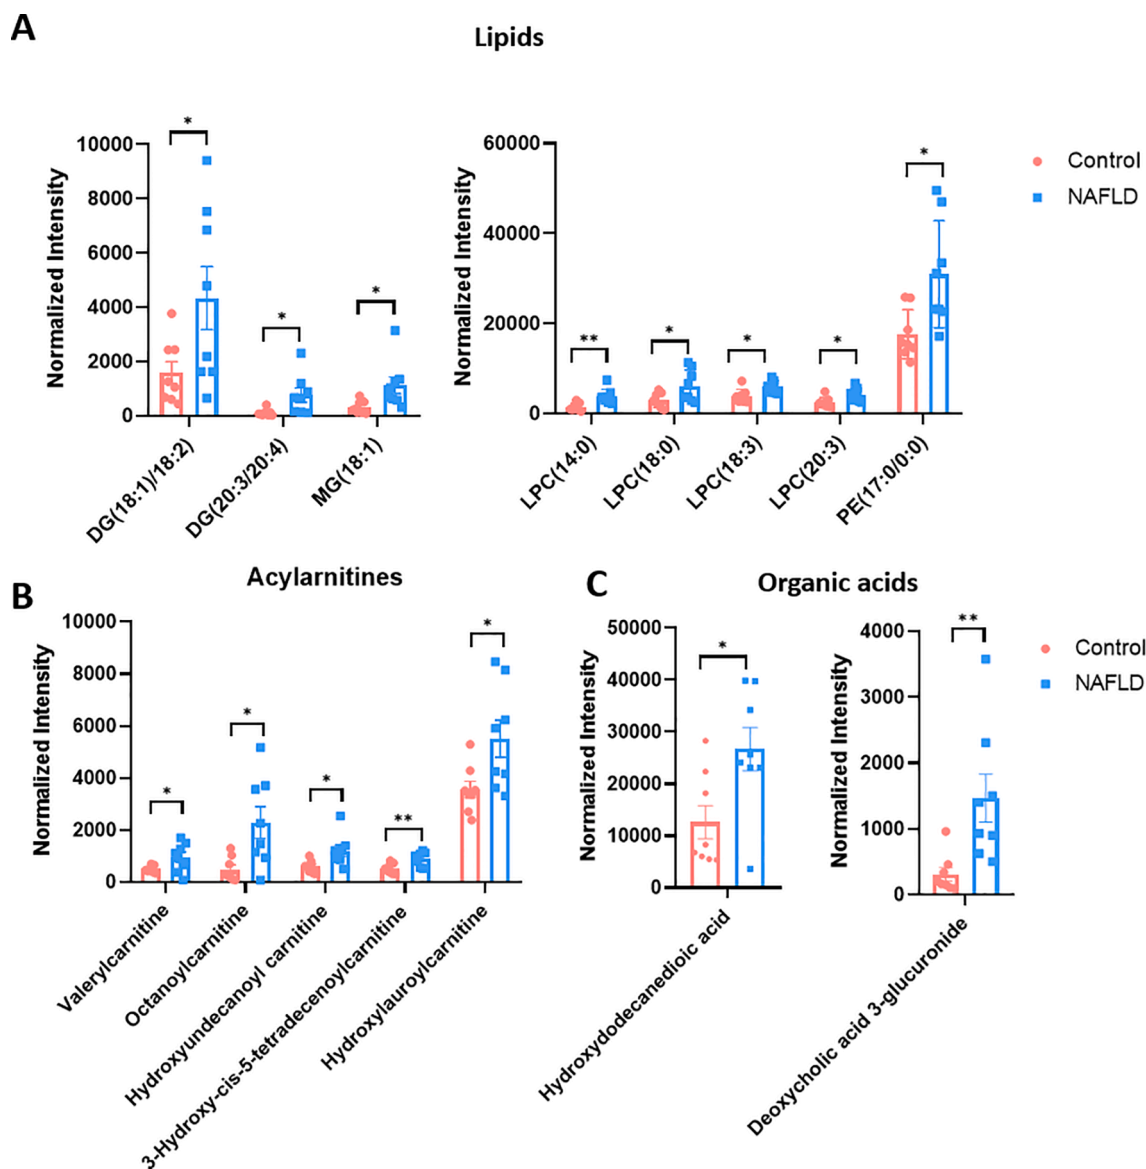 A
Lipids
Normalized Intensity
10000
8000
6000
4000
2000
0
*
*
*
DG(18:1)/18:2)
DG(20:3/20:4)
MG(18:1)
Normalized Intensity
60000
40000
20000
0
**
*
*
*
*
LPC(14:0)
LPC(18:0)
LPC(18:3)
LPC(20:3)
PE(17:0/0:0)
Control
NAFLD
B
Acylarnitines
Normalized Intensity
10000
8000
6000
4000
2000
0
*
*
*
**
*
Valerylcarnitine
Octanoylcarnitine
Hydroxyundecanoyl carnitine
3-Hydroxy-cis-5-tetradecenoylcarnitine
Hydroxylauroylcarnitine
C
Organic acids
Normalized Intensity
50000
40000
30000
20000
10000
0
*
Hydroxydodecanedioic acid
Normalized Intensity
4000
3000
2000
1000
0
**
Deoxycholic acid 3-glucuronide
Control
NAFLD